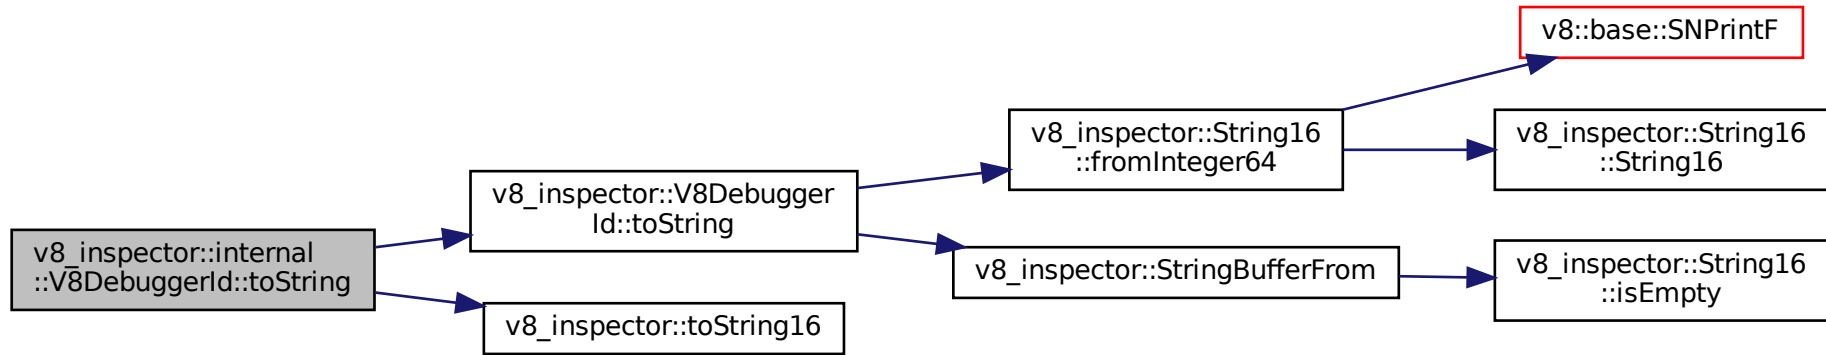 v8::base::SNPrintF
v8_inspector::String16
::fromInteger64
v8_inspector::String16
::String16
v8_inspector::V8Debugger
Id::toString
v8_inspector::internal
::V8DebuggerId::toString
v8_inspector::StringBufferFrom
v8_inspector::String16
::isEmpty
v8_inspector::toString16